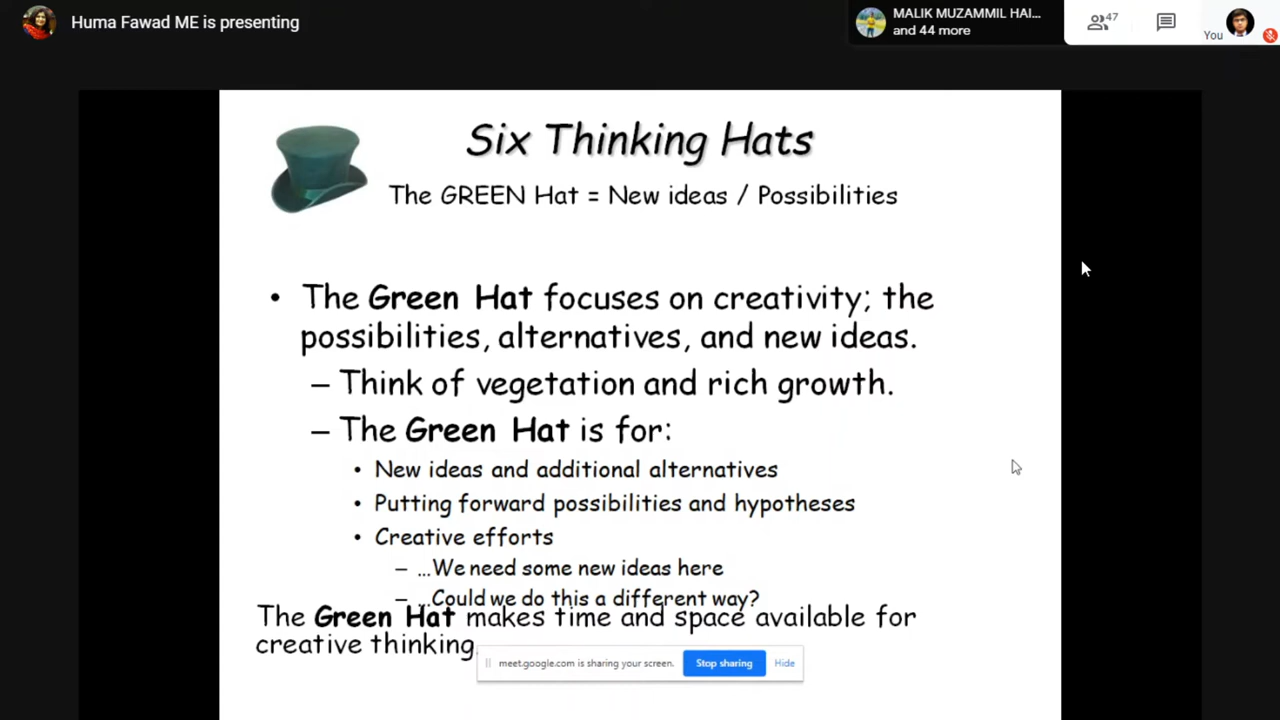 Huma Fawad ME is presenting
MALIK MUZAMMIL HAI...
and 44 more
47
You
Six Thinking Hats
The GREEN Hat = New ideas / Possibilities
• The Green Hat focuses on creativity; the
possibilities, alternatives, and new ideas.
– Think of vegetation and rich growth.
– The Green Hat is for:
• New ideas and additional alternatives
• Putting forward possibilities and hypotheses
• Creative efforts
– …We need some new ideas here
– …Could we do this a different way?
The Green Hat makes time and space available for
creative thinking
meet.google.com is sharing your screen.
Stop sharing
Hide